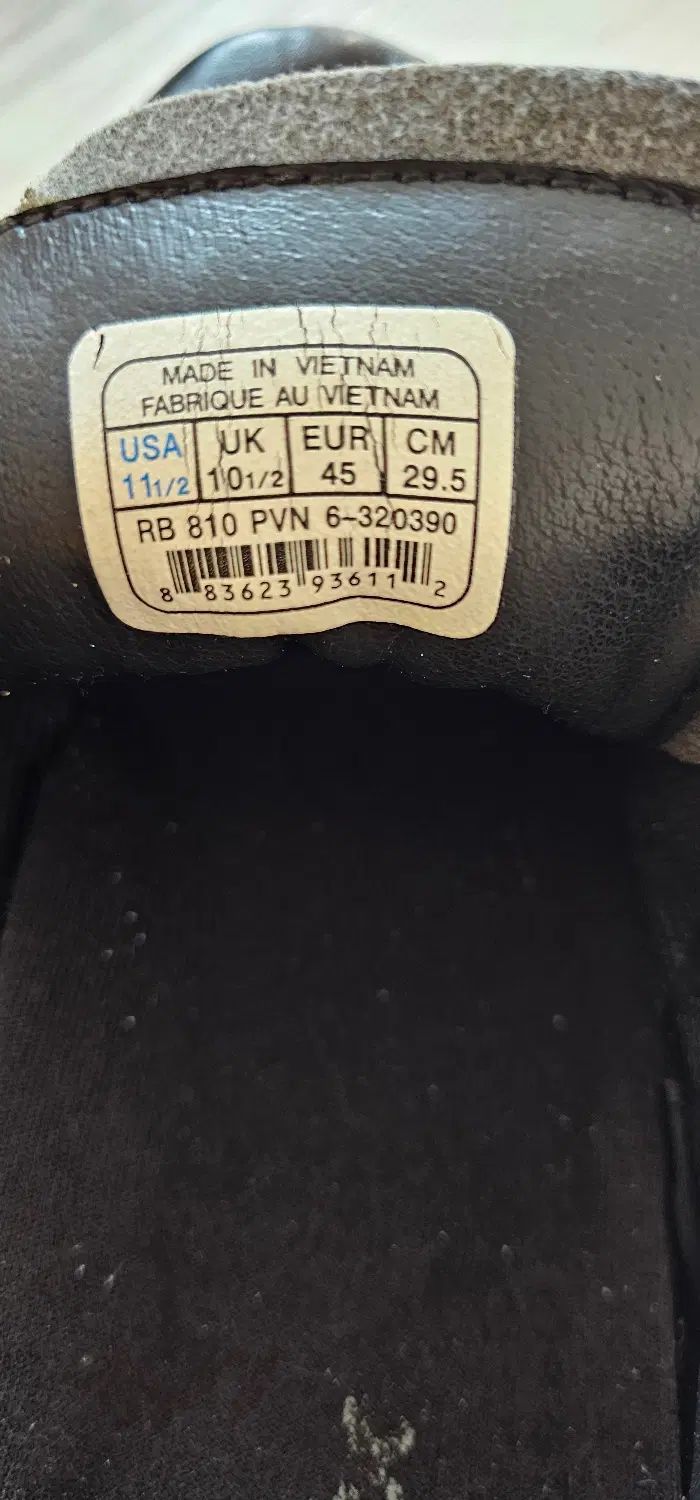 MADE IN VIETNAM
FABRIQUE AU VIETNAM
USA UK EUR CM
11 1/2 10 1/2 45 29.5
RB 810 PVN 6-320390
8 83623 93611 2